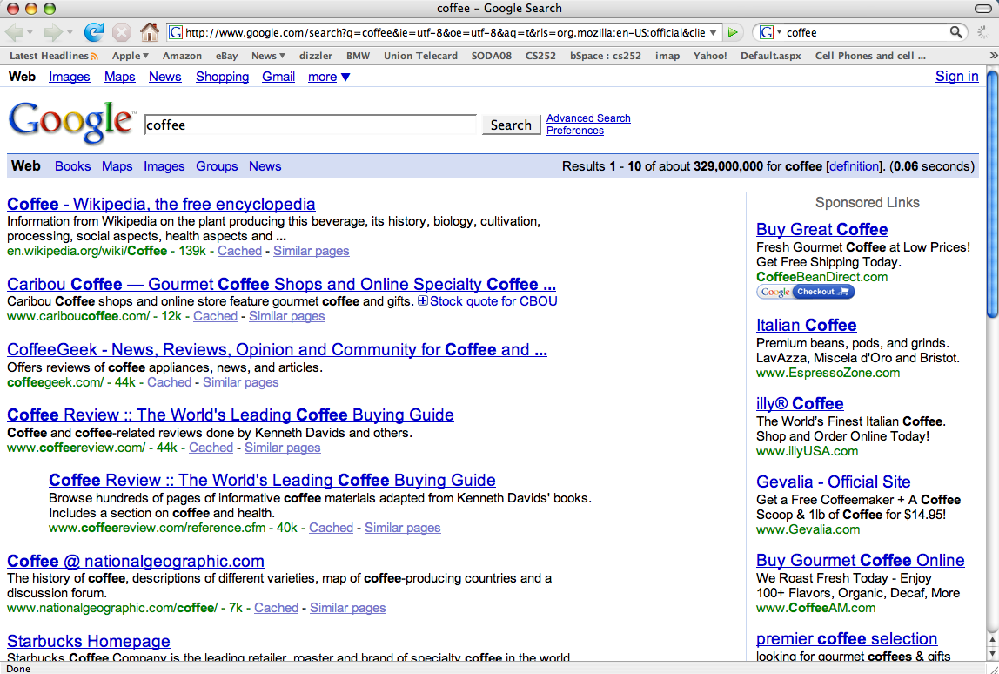 coffee – Google Search
http://www.google.com/search?q=coffee&ie=utf-8&oe=utf-8&aq=t&rls=org.mozilla:en-US:official&clie
coffee
Latest Headlines Apple Amazon eBay News dizzler BMW Union Telecard SODA08 CS252 bSpace : cs252 imap Yahoo! Default.aspx Cell Phones and cell ...
Web Images Maps News Shopping Gmail more ▼ Sign in
Google™ coffee Search Advanced Search
Preferences
Web Books Maps Images Groups News Results 1 - 10 of about 329,000,000 for coffee [definition]. (0.06 seconds)
Coffee - Wikipedia, the free encyclopedia
Information from Wikipedia on the plant producing this beverage, its history, biology, cultivation,
processing, social aspects, health aspects and ...
en.wikipedia.org/wiki/Coffee - 139k - Cached - Similar pages
Caribou Coffee — Gourmet Coffee Shops and Online Specialty Coffee ...
Caribou Coffee shops and online store feature gourmet coffee and gifts. Stock quote for CBOU
www.cariboucoffee.com/ - 12k - Cached - Similar pages
CoffeeGeek - News, Reviews, Opinion and Community for Coffee and ...
Offers reviews of coffee appliances, news, and articles.
coffeegeek.com/ - 44k - Cached - Similar pages
Coffee Review :: The World's Leading Coffee Buying Guide
Coffee and coffee-related reviews done by Kenneth Davids and others.
www.coffeereview.com/ - 44k - Cached - Similar pages
Coffee Review :: The World's Leading Coffee Buying Guide
Browse hundreds of pages of informative coffee materials adapted from Kenneth Davids' books.
Includes a section on coffee and health.
www.coffeereview.com/reference.cfm - 40k - Cached - Similar pages
Coffee @ nationalgeographic.com
The history of coffee, descriptions of different varieties, map of coffee-producing countries and a
discussion forum.
www.nationalgeographic.com/coffee/ - 7k - Cached - Similar pages
Starbucks Homepage
Starbucks Coffee Company is the leading retailer, roaster and brand of specialty coffee in the world
Sponsored Links
Buy Great Coffee
Fresh Gourmet Coffee at Low Prices!
Get Free Shipping Today.
CoffeeBeanDirect.com
Google Checkout
Italian Coffee
Premium beans, pods, and grinds.
LavAzza, Miscela d'Oro and Bristot.
www.EspressoZone.com
illy® Coffee
The World's Finest Italian Coffee.
Shop and Order Online Today!
www.illyUSA.com
Gevalia - Official Site
Get a Free Coffeemaker + A Coffee
Scoop & 1lb of Coffee for $14.95!
www.Gevalia.com
Buy Gourmet Coffee Online
We Roast Fresh Today - Enjoy
100+ Flavors, Organic, Decaf, More
www.CoffeeAM.com
premier coffee selection
looking for gourmet coffees & gifts
Done